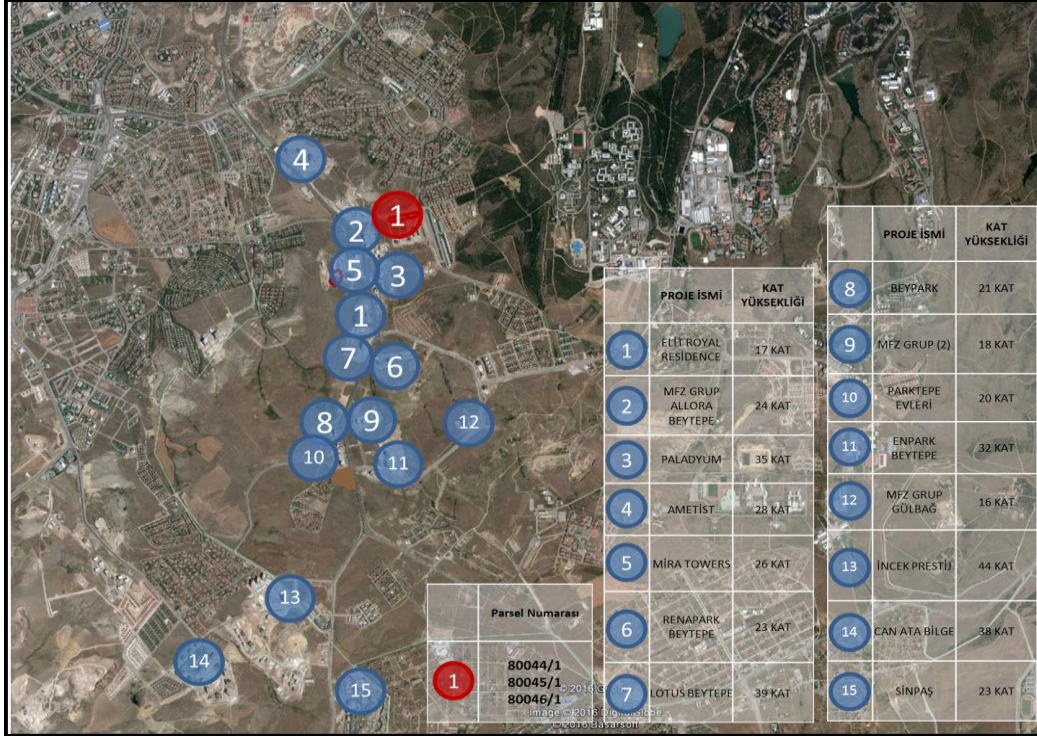 4
1
2
5
3
1
7
6
8
9
12
10
11
13
14
15
Parsel Numarası
1
80044/1
80045/1
80046/1
PROJE İSMİ KAT YÜKSEKLİĞİ
1 ELİT ROYAL RESİDENCE 17 KAT
2 MFZ GRUP ALLORA BEYTEPE 24 KAT
3 PALADYUM 35 KAT
4 AMETİST 28 KAT
5 MİRA TOWERS 26 KAT
6 RENAPARK BEYTEPE 23 KAT
7 LOTUS BEYTEPE 39 KAT
PROJE İSMİ KAT YÜKSEKLİĞİ
8 BEYPARK 21 KAT
9 MFZ GRUP (2) 18 KAT
10 PARKTEPE EVLERİ 20 KAT
11 ENPARK BEYTEPE 32 KAT
12 MFZ GRUP GÜLBAĞ 16 KAT
13 İNCEK PRESTİJ 44 KAT
14 CAN ATA BİLGE 38 KAT
15 SİNPAŞ 23 KAT
© 2016
Image © 2016 DigitalGlobe
© 2016 Basarsoft